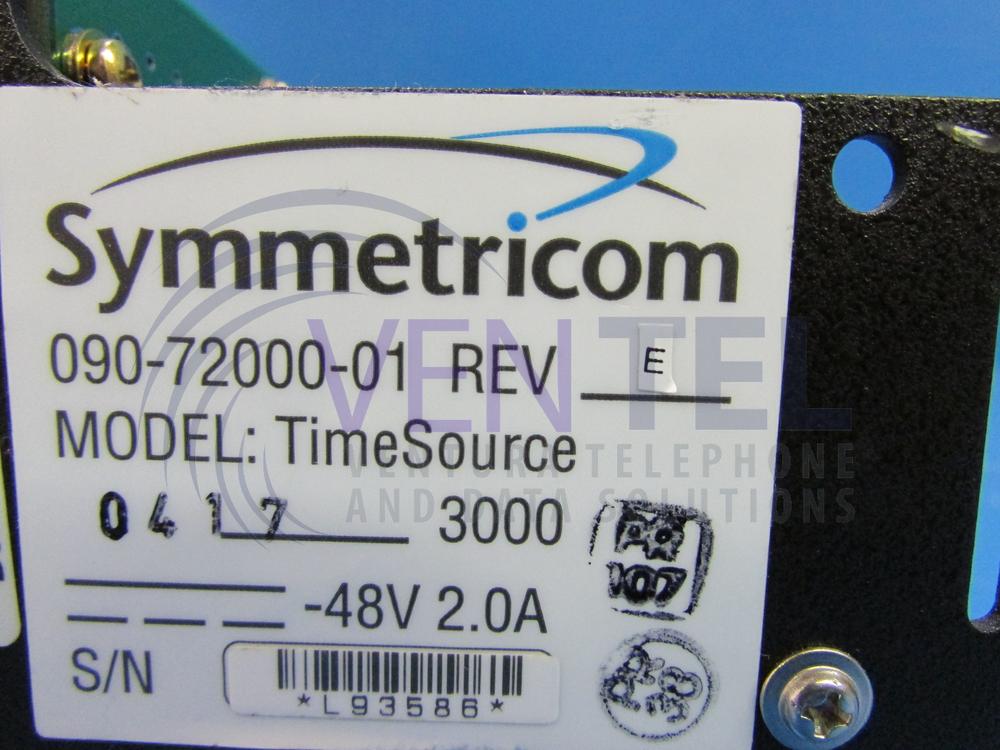 Symmetricom
090-72000-01 REV E
MODEL: TimeSource
0417 3000
-48V 2.0A
S/N
*L93586*
107
VENTEL
VENTURA TELEPHONE
AND DATA SOLUTIONS